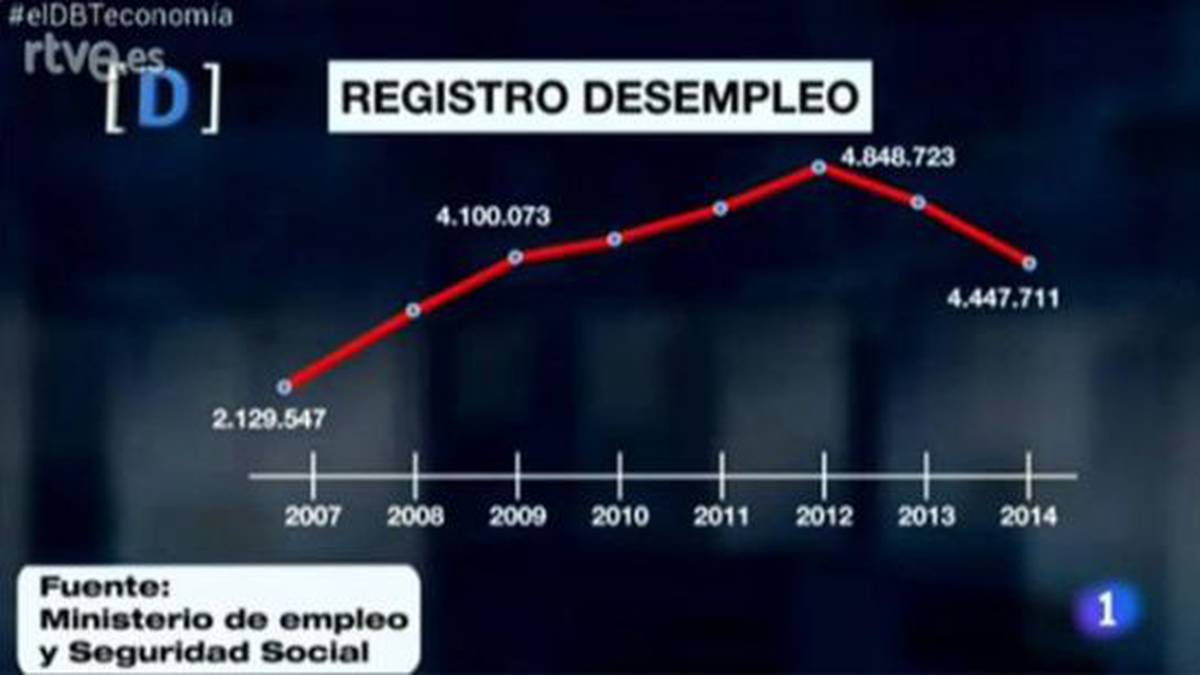 #elDBTeconomía
rtve.es
[D]
REGISTRO DESEMPLEO
4.848.723
4.100.073
4.447.711
2.129.547
2007 2008 2009 2010 2011 2012 2013 2014
Fuente:
Ministerio de empleo
y Seguridad Social
1